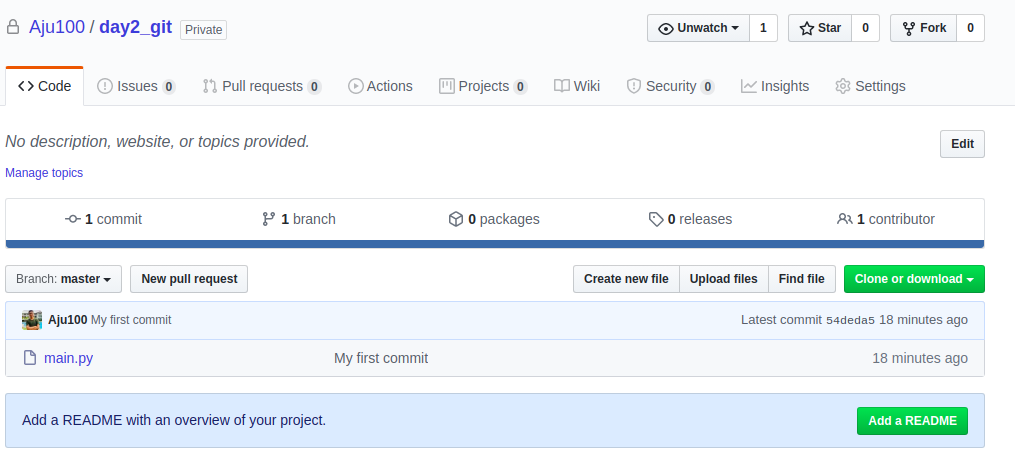 Aju100 / day2_git Private Unwatch 1 Star 0 Fork 0
Code Issues 0 Pull requests 0 Actions Projects 0 Wiki Security 0 Insights Settings
No description, website, or topics provided. Edit
Manage topics
1 commit 1 branch 0 packages 0 releases 1 contributor
Branch: master New pull request Create new file Upload files Find file Clone or download
Aju100 My first commit Latest commit 54deda5 18 minutes ago
main.py My first commit 18 minutes ago
Add a README with an overview of your project. Add a README